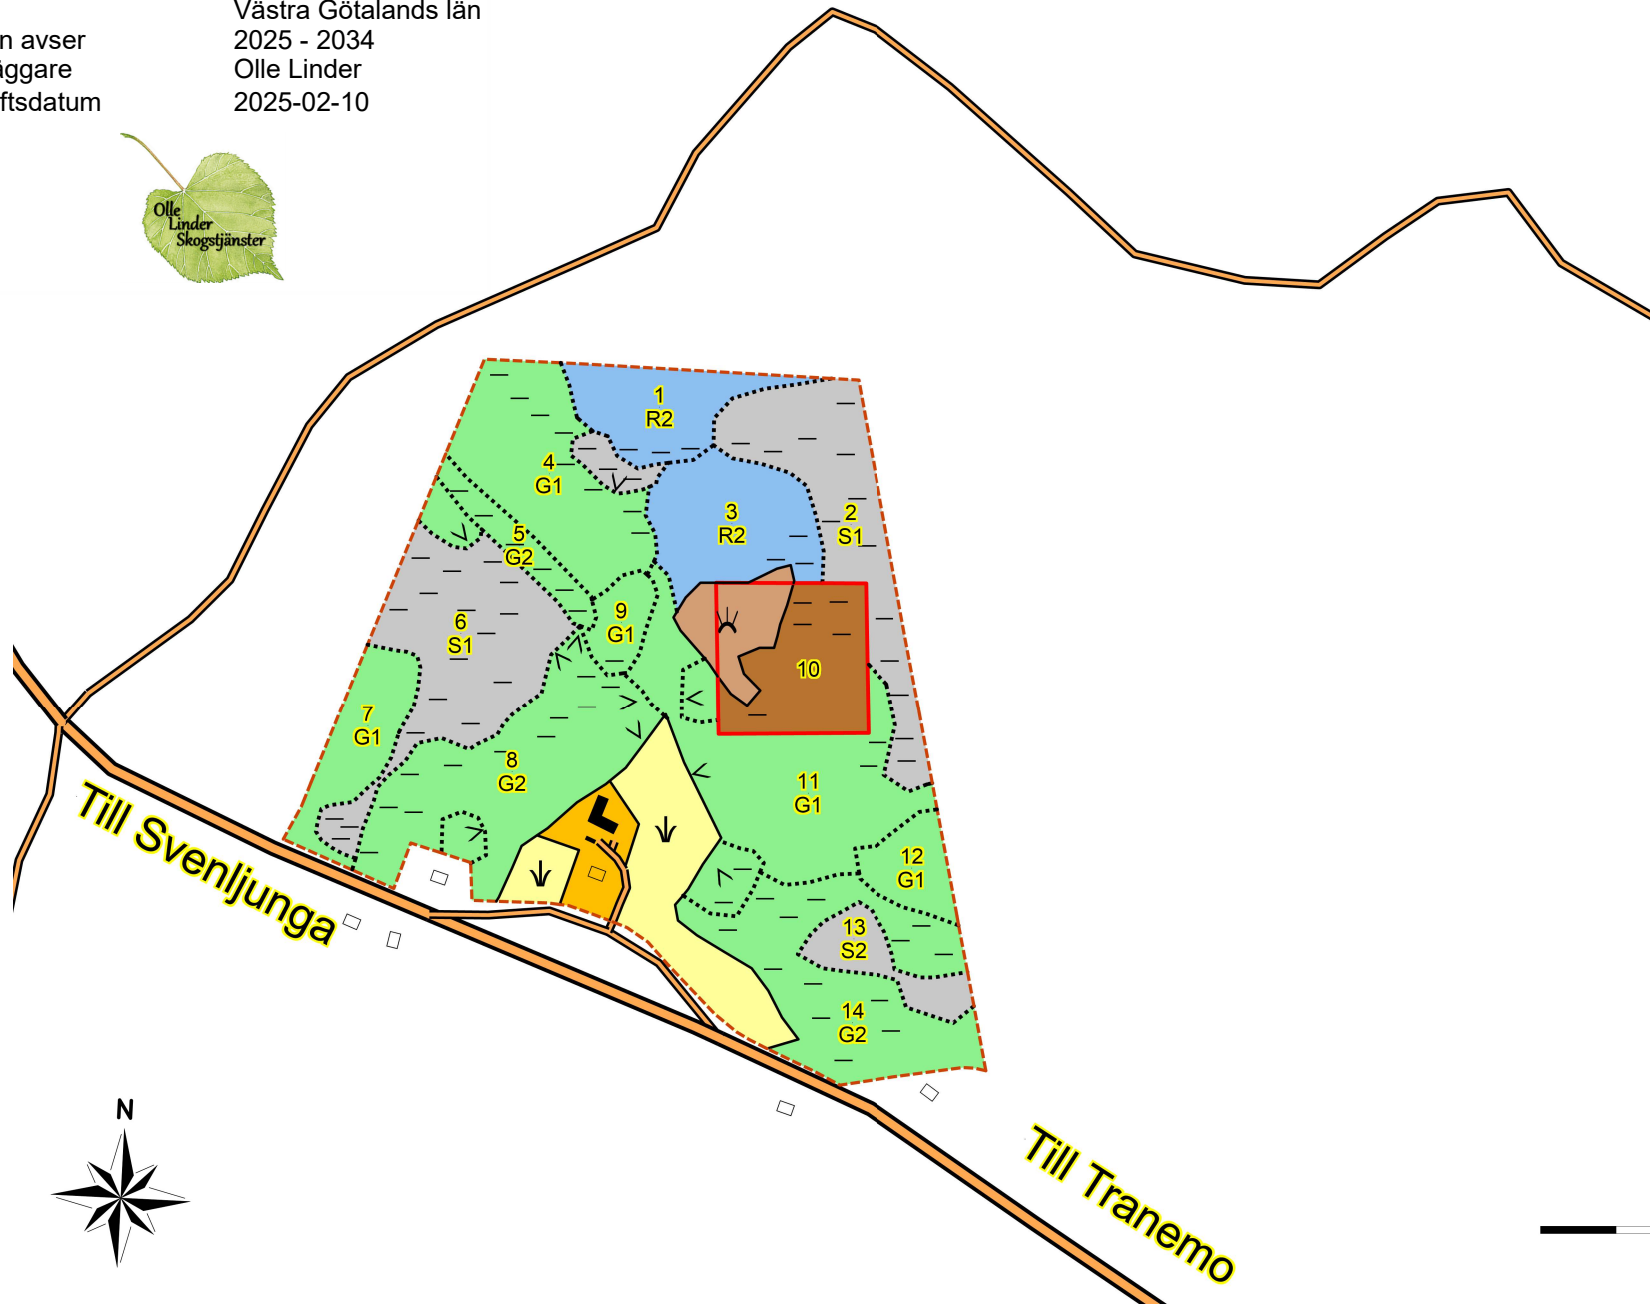 Västra Götalands län
n avser 2025 - 2034
äggare Olle Linder
ftsdatum 2025-02-10
Olle
Linder
Skogstjänster
1
R2
4
G1
3
R2
2
S1
5
G2
9
G1
6
S1
10
7
G1
8
G2
11
G1
12
G1
13
S2
14
G2
Till Svenljunga
Till Tranemo
N